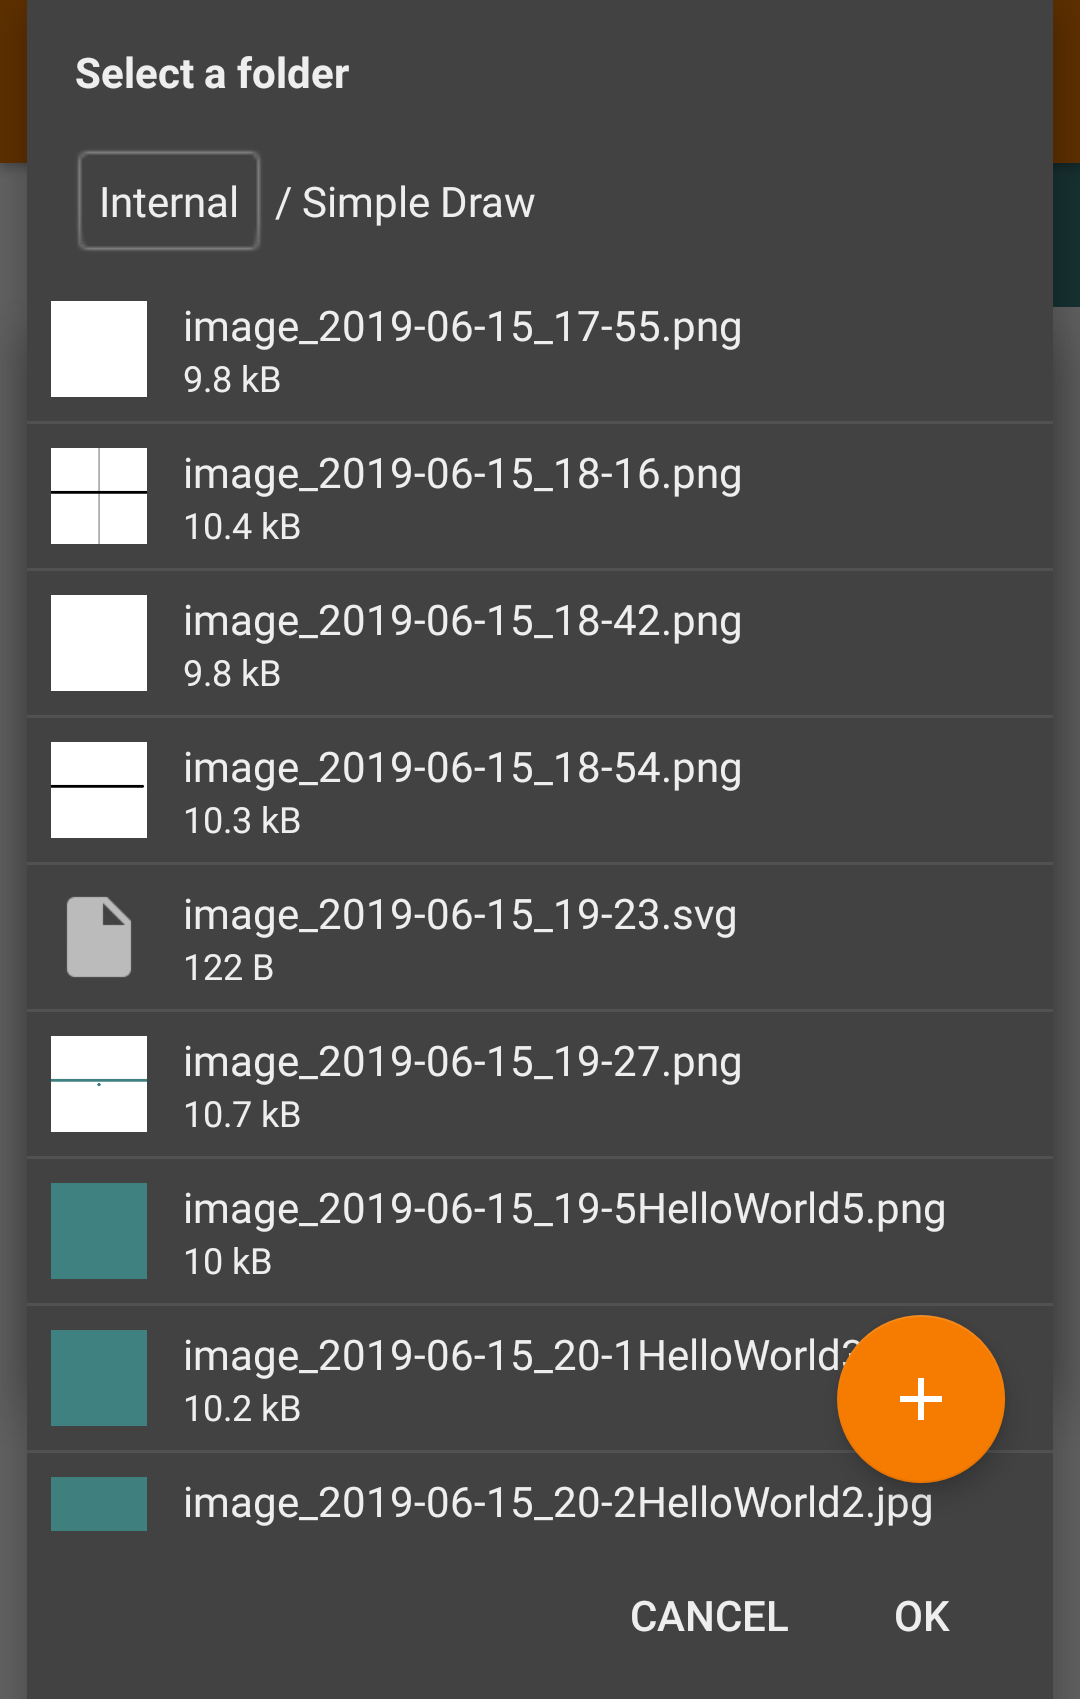 Select a folder
Internal / Simple Draw
image_2019-06-15_17-55.png
9.8 kB
image_2019-06-15_18-16.png
10.4 kB
image_2019-06-15_18-42.png
9.8 kB
image_2019-06-15_18-54.png
10.3 kB
image_2019-06-15_19-23.svg
122 B
image_2019-06-15_19-27.png
10.7 kB
image_2019-06-15_19-5HelloWorld5.png
10 kB
image_2019-06-15_20-1HelloWorld
10.2 kB
image_2019-06-15_20-2HelloWorld2.jpg
CANCEL OK